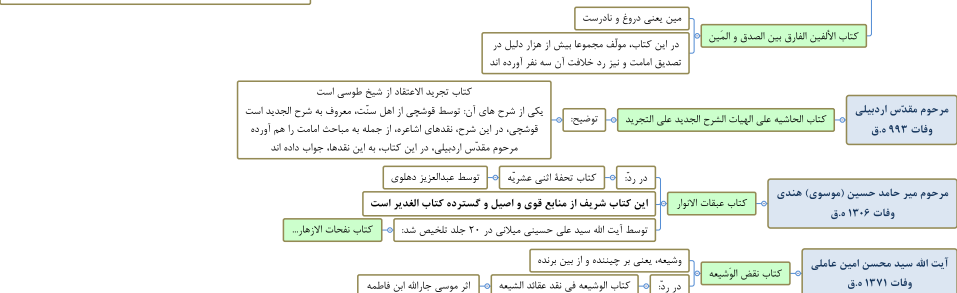 کتاب الألفین الفارق بین الصدق و المَین
مین یعنی دروغ و نادرست
در این کتاب، مولّف مجموعا بیش از هزار دلیل در
تصدیق امامت و نیز رد خلافت آن سه نفر آورده اند
مرحوم مقدّس اردبیلی
وفات ۹۹۳ ه.ق
کتاب الحاشیه علی الهیات الشرح الجدید علی التجرید
توضیح:
کتاب تجرید الاعتقاد از شیخ طوسی است
یکی از شرح های آن: توسط قوشچی از اهل سنّت، معروف به شرح الجدید است
قوشچی، در این شرح، نقدهای اشاعره، از جمله به مباحث امامت را هم آورده
مرحوم مقدّس اردبیلی، در این کتاب، به این نقدها، جواب داده اند
مرحوم میر حامد حسین (موسوی) هندی
وفات ۱۳۰۶ ه.ق
کتاب عبقات الانوار
در ردّ:
کتاب تحفۀ اثنی عشریّه
توسط عبدالعزیز دهلوی
این کتاب شریف از منابع قوی و اصیل و گسترده کتاب الغدیر است
توسط آیت الله سید علی حسینی میلانی در ۲۰ جلد تلخیص شد:
کتاب نفحات الازهار...
آیت الله سید محسن امین عاملی
وفات ۱۳۷۱ ه.ق
کتاب نقض الوَشیعه
وشیعه، یعنی بر چیننده و از بین برنده
در ردّ:
کتاب الوشیعه فی نقد عقائد الشیعه
اثر موسی جارالله ابن فاطمه